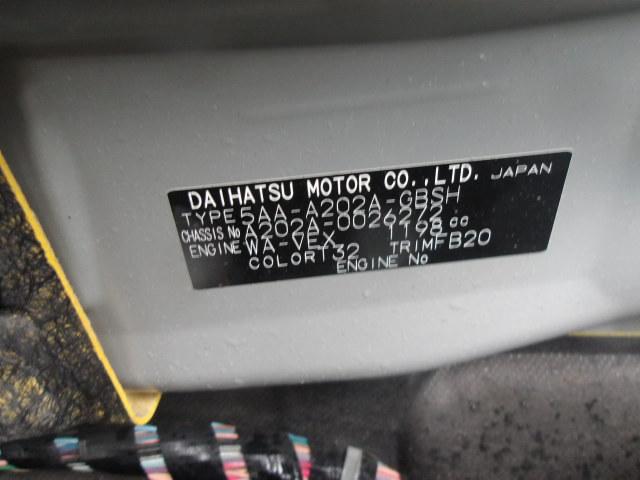 DAIHATSU MOTOR CO.,LTD. JAPAN
TYPE 5AA-A202A-GBSH
CHASSIS No A202A-0026272
ENGINE WA-VEX 1198 cc
COLOR T32 TRIM FB20
ENGINE No